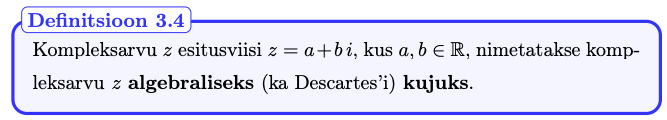 Definitsioon 3.4
Kompleksarvu z esitusviisi z = a + b i, kus a, b ∈ ℝ, nimetatakse komp-
leksarvu z algebraliseks (ka Descartes’i) kujuks.